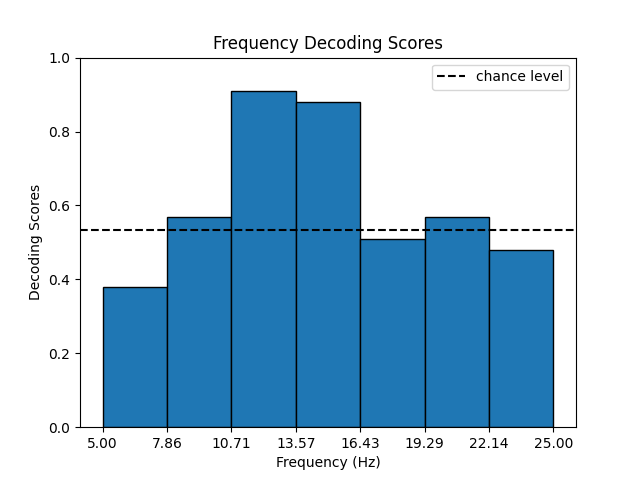 Frequency Decoding Scores
chance level
Decoding Scores
1.0
0.8
0.6
0.4
0.2
0.0
5.00 7.86 10.71 13.57 16.43 19.29 22.14 25.00
Frequency (Hz)